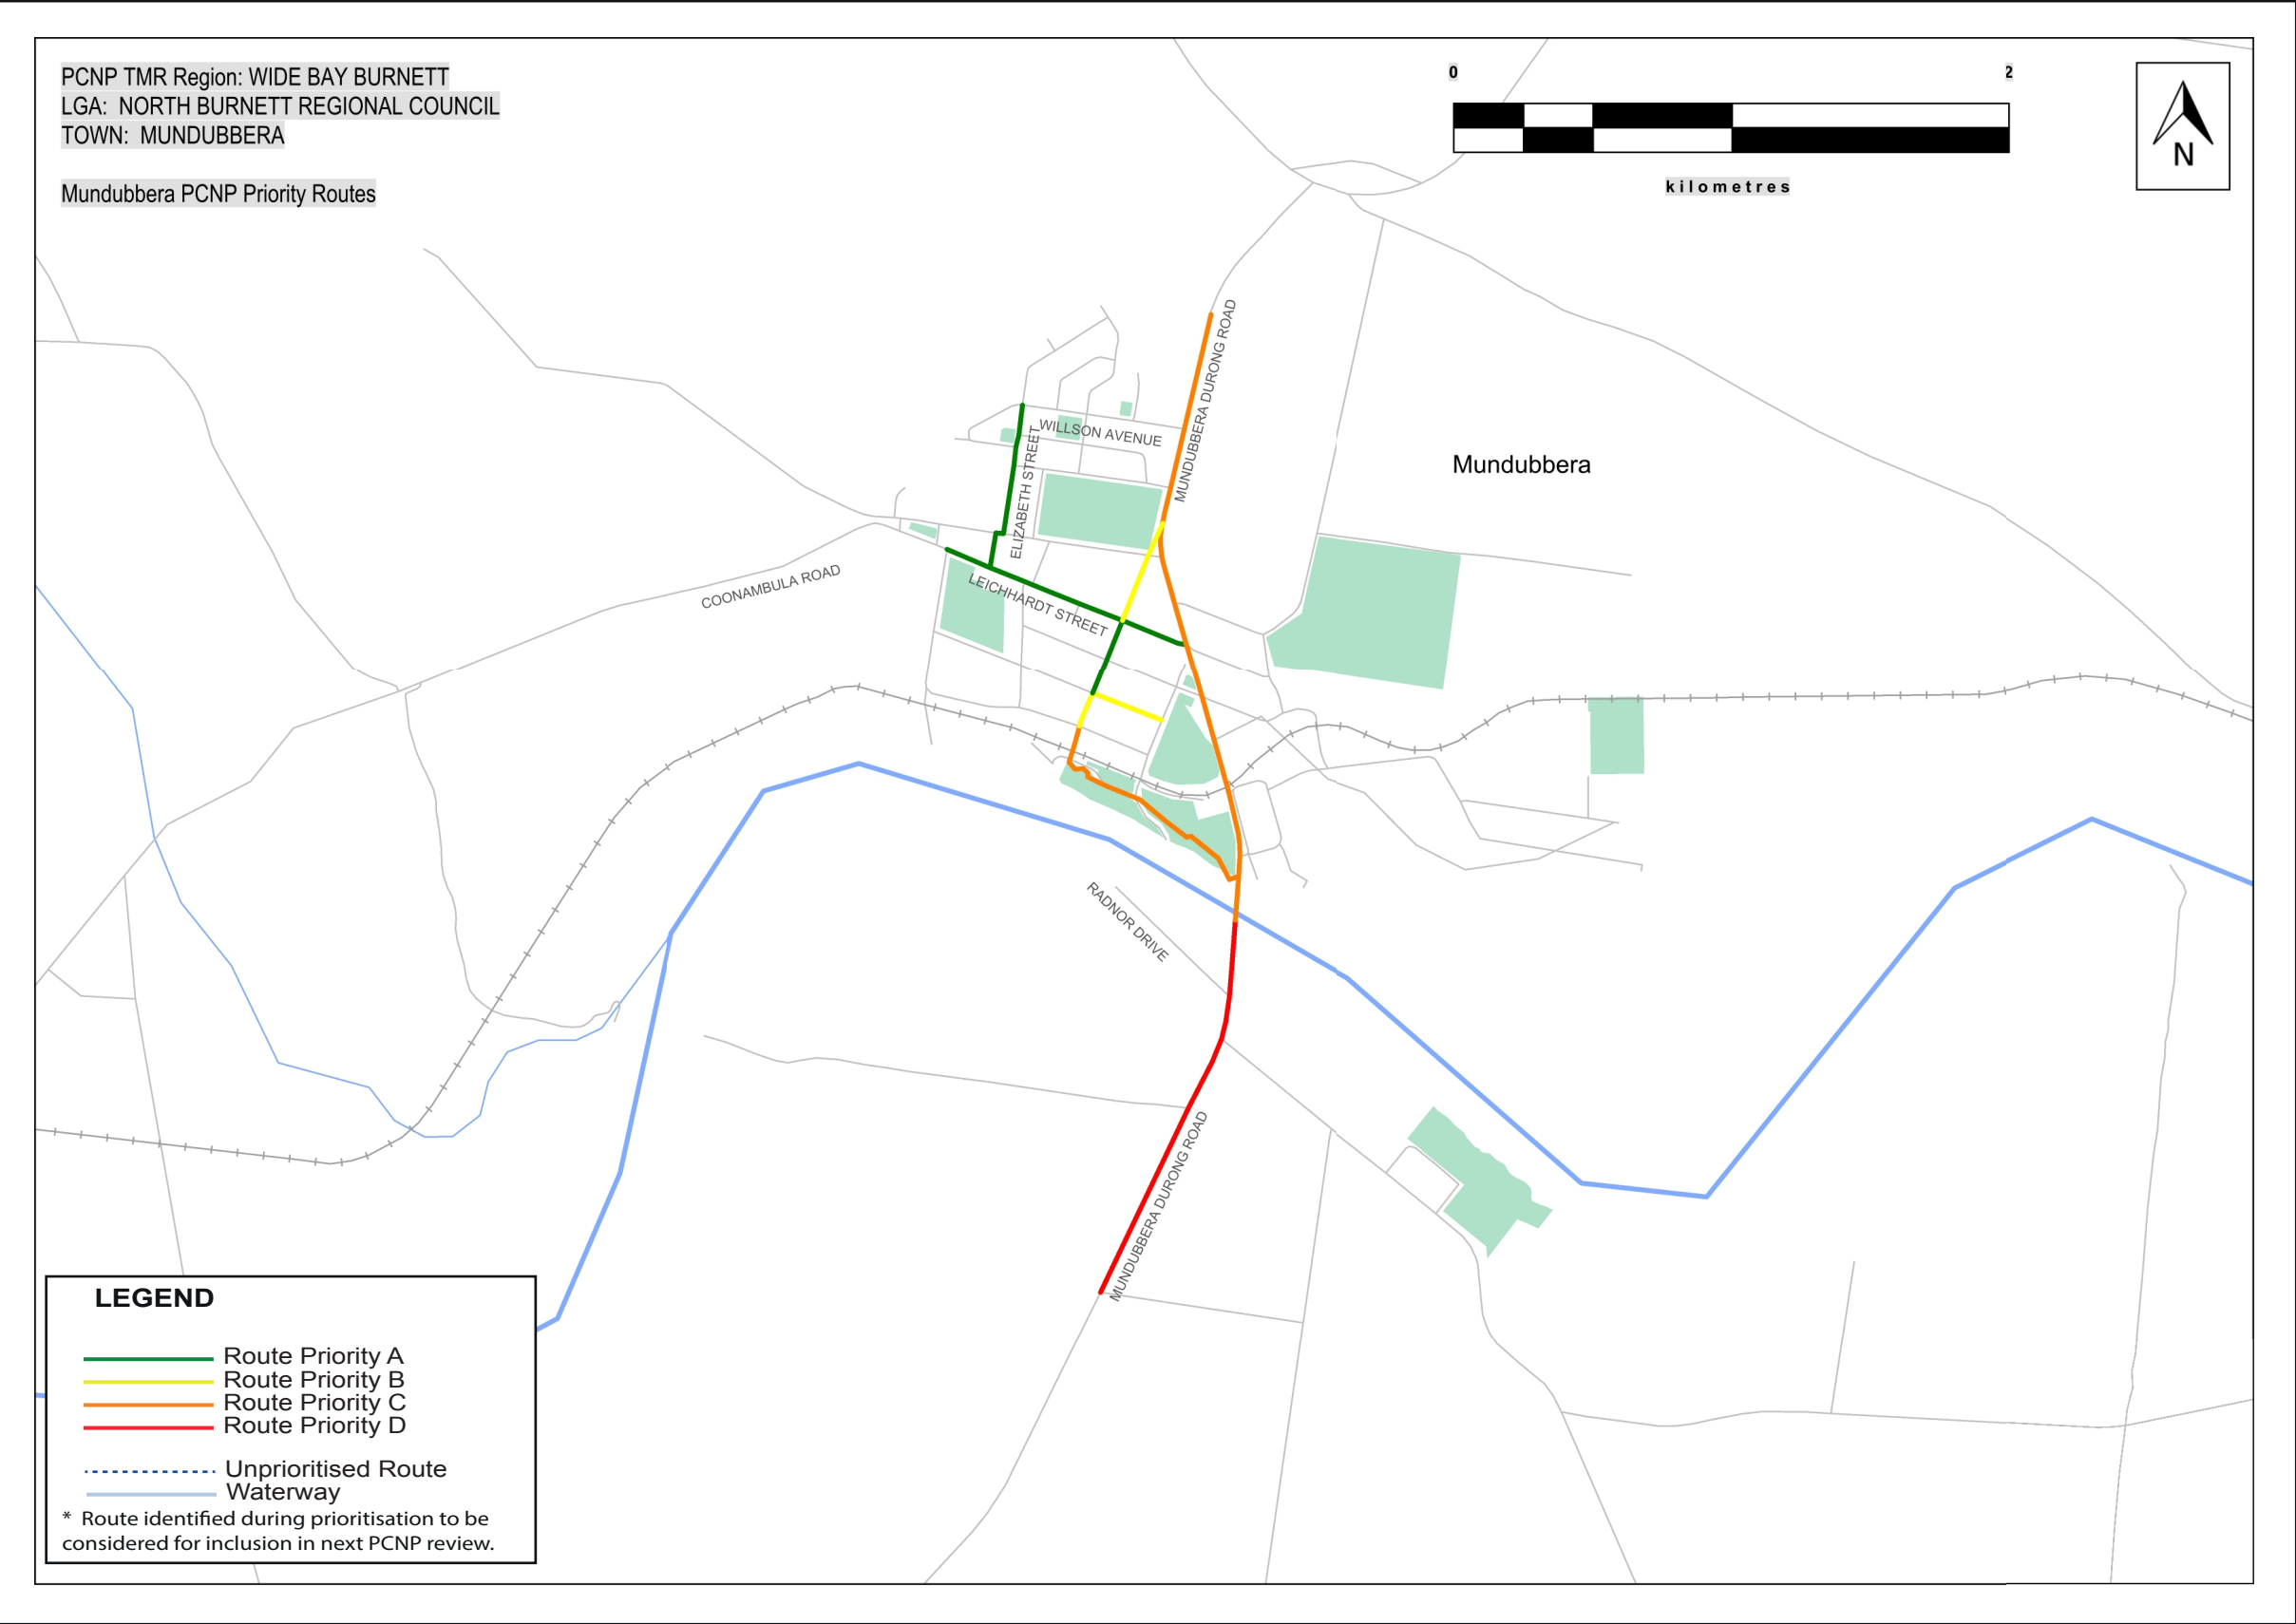 PCNP TMR Region: WIDE BAY BURNETT
LGA:  NORTH BURNETT REGIONAL COUNCIL
TOWN:  MUNDUBBERA
Mundubbera PCNP Priority Routes
0
2
kilometres
N
MUNDUBBERA DURONG ROAD
WILLSON AVENUE
ELIZABETH STREET
Mundubbera
COONAMBULA ROAD
LEICHHARDT STREET
RADNOR DRIVE
MUNDUBBERA DURONG ROAD
LEGEND
Route Priority A
Route Priority B
Route Priority C
Route Priority D
Unprioritised Route
Waterway
*  Route identified during prioritisation to be
considered for inclusion in next PCNP review.